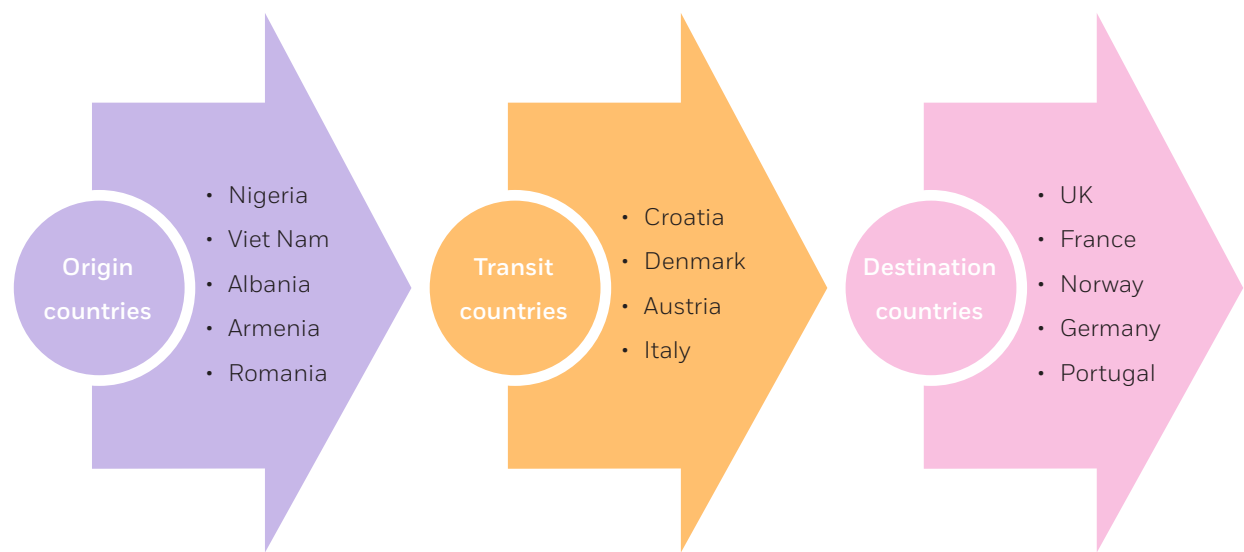 Origin
countries
• Nigeria
• Viet Nam
• Albania
• Armenia
• Romania
Transit
countries
• Croatia
• Denmark
• Austria
• Italy
Destination
countries
• UK
• France
• Norway
• Germany
• Portugal